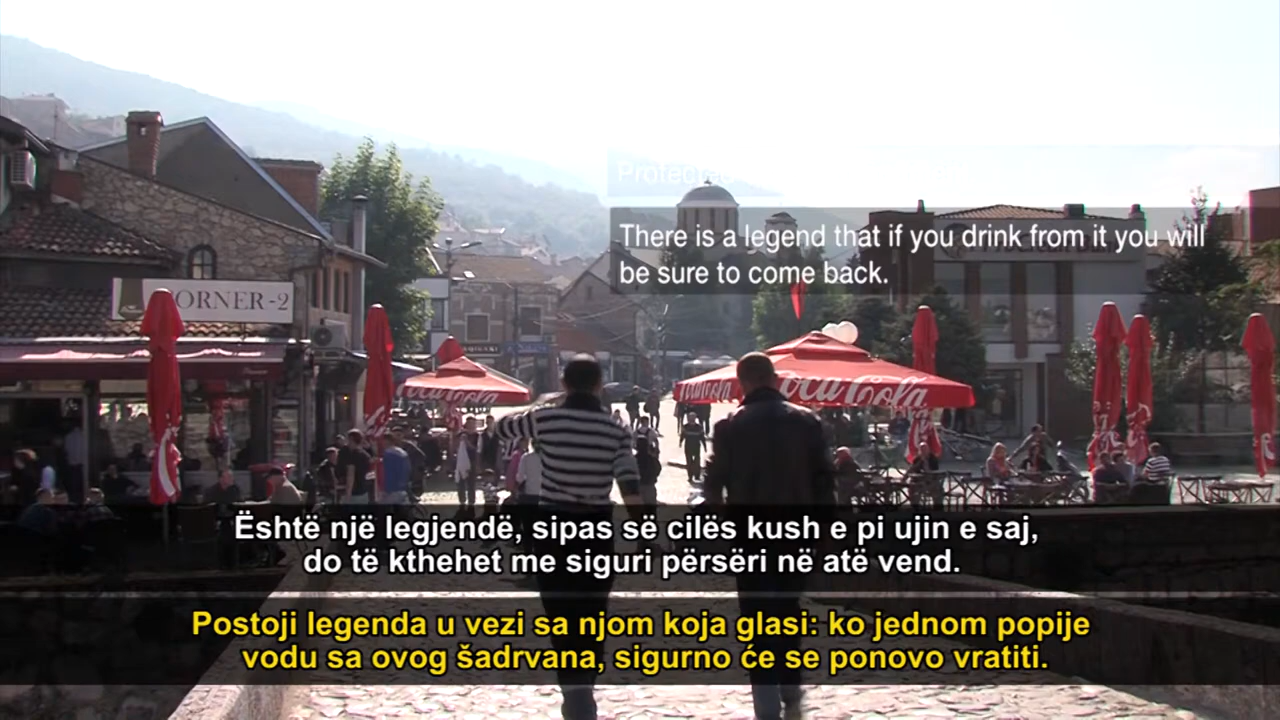 Protected
There is a legend that if you drink from it you will
be sure to come back.
CORNER-2
Coca-Cola
Coca-Cola
Është një legjendë, sipas së cilës kush e pi ujin e saj,
do të kthehet me siguri përsëri në atë vend.
Postoji legenda u vezi sa njom koja glasi: ko jednom popije
vodu sa ovog šadrvana, sigurno će se ponovo vratiti.